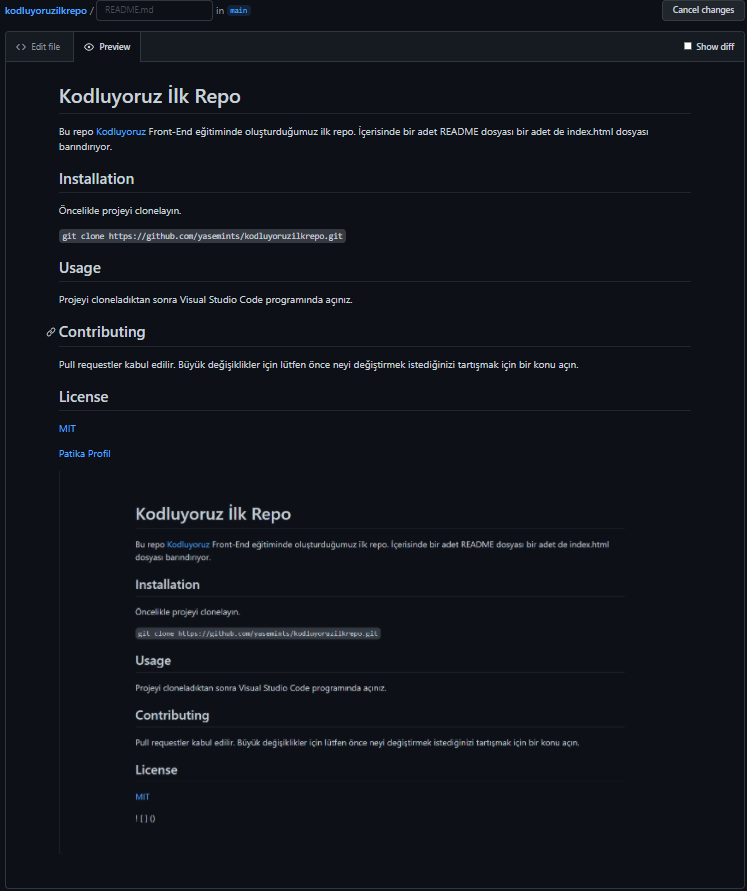 kodluyoruzilkrepo / README.md in main Cancel changes
<> Edit file Preview Show diff
Kodluyoruz İlk Repo
Bu repo Kodluyoruz Front-End eğitiminde oluşturduğumuz ilk repo. İçerisinde bir adet README dosyası bir adet de index.html dosyası
barındırıyor.
Installation
Öncelikle projeyi clonelayın.
git clone https://github.com/yasemints/kodluyoruzilkrepo.git
Usage
Projeyi cloneladıktan sonra Visual Studio Code programında açınız.
Contributing
Pull requestler kabul edilir. Büyük değişiklikler için lütfen önce neyi değiştirmek istediğinizi tartışmak için bir konu açın.
License
MIT
Patika Profil
Kodluyoruz İlk Repo
Bu repo Kodluyoruz Front-End eğitiminde oluşturduğumuz ilk repo. İçerisinde bir adet README dosyası bir adet de index.html
dosyası barındırıyor.
Installation
Öncelikle projeyi clonelayın.
git clone https://github.com/yasemints/kodluyoruzilkrepo.git
Usage
Projeyi cloneladıktan sonra Visual Studio Code programında açınız.
Contributing
Pull requestler kabul edilir. Büyük değişiklikler için lütfen önce neyi değiştirmek istediğinizi tartışmak için bir konu açın.
License
MIT
! [ ] ()